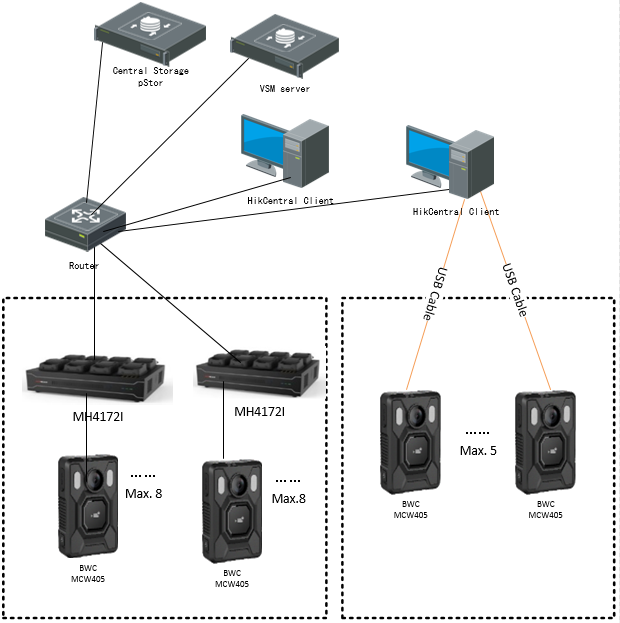 Central Storage
pStor
VSM server
HikCentral Client
HikCentral Client
Router
USB Cable
USB Cable
MH4172I
MH4172I
……
Max. 8
……
Max.8
……
Max. 5
BWC
MCW405
BWC
MCW405
BWC
MCW405
BWC
MCW405